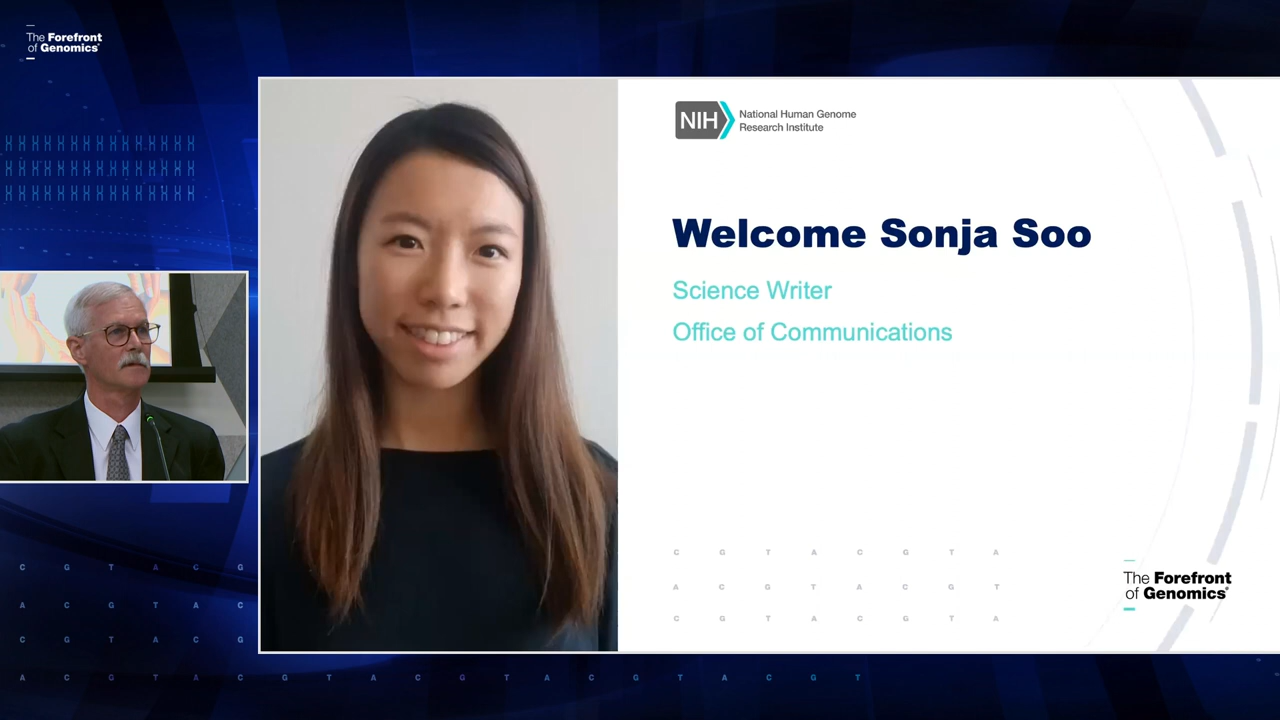 The Forefront
of Genomics®
NIH
National Human Genome
Research Institute
Welcome Sonja Soo
Science Writer
Office of Communications
C G T A C G T A
A C G T A C G T
C G T A C G T A
The Forefront
of Genomics®
C G T A C G
A C G T A C
C G T A C G
A C G T A C G T A C G T A C G T A C G T